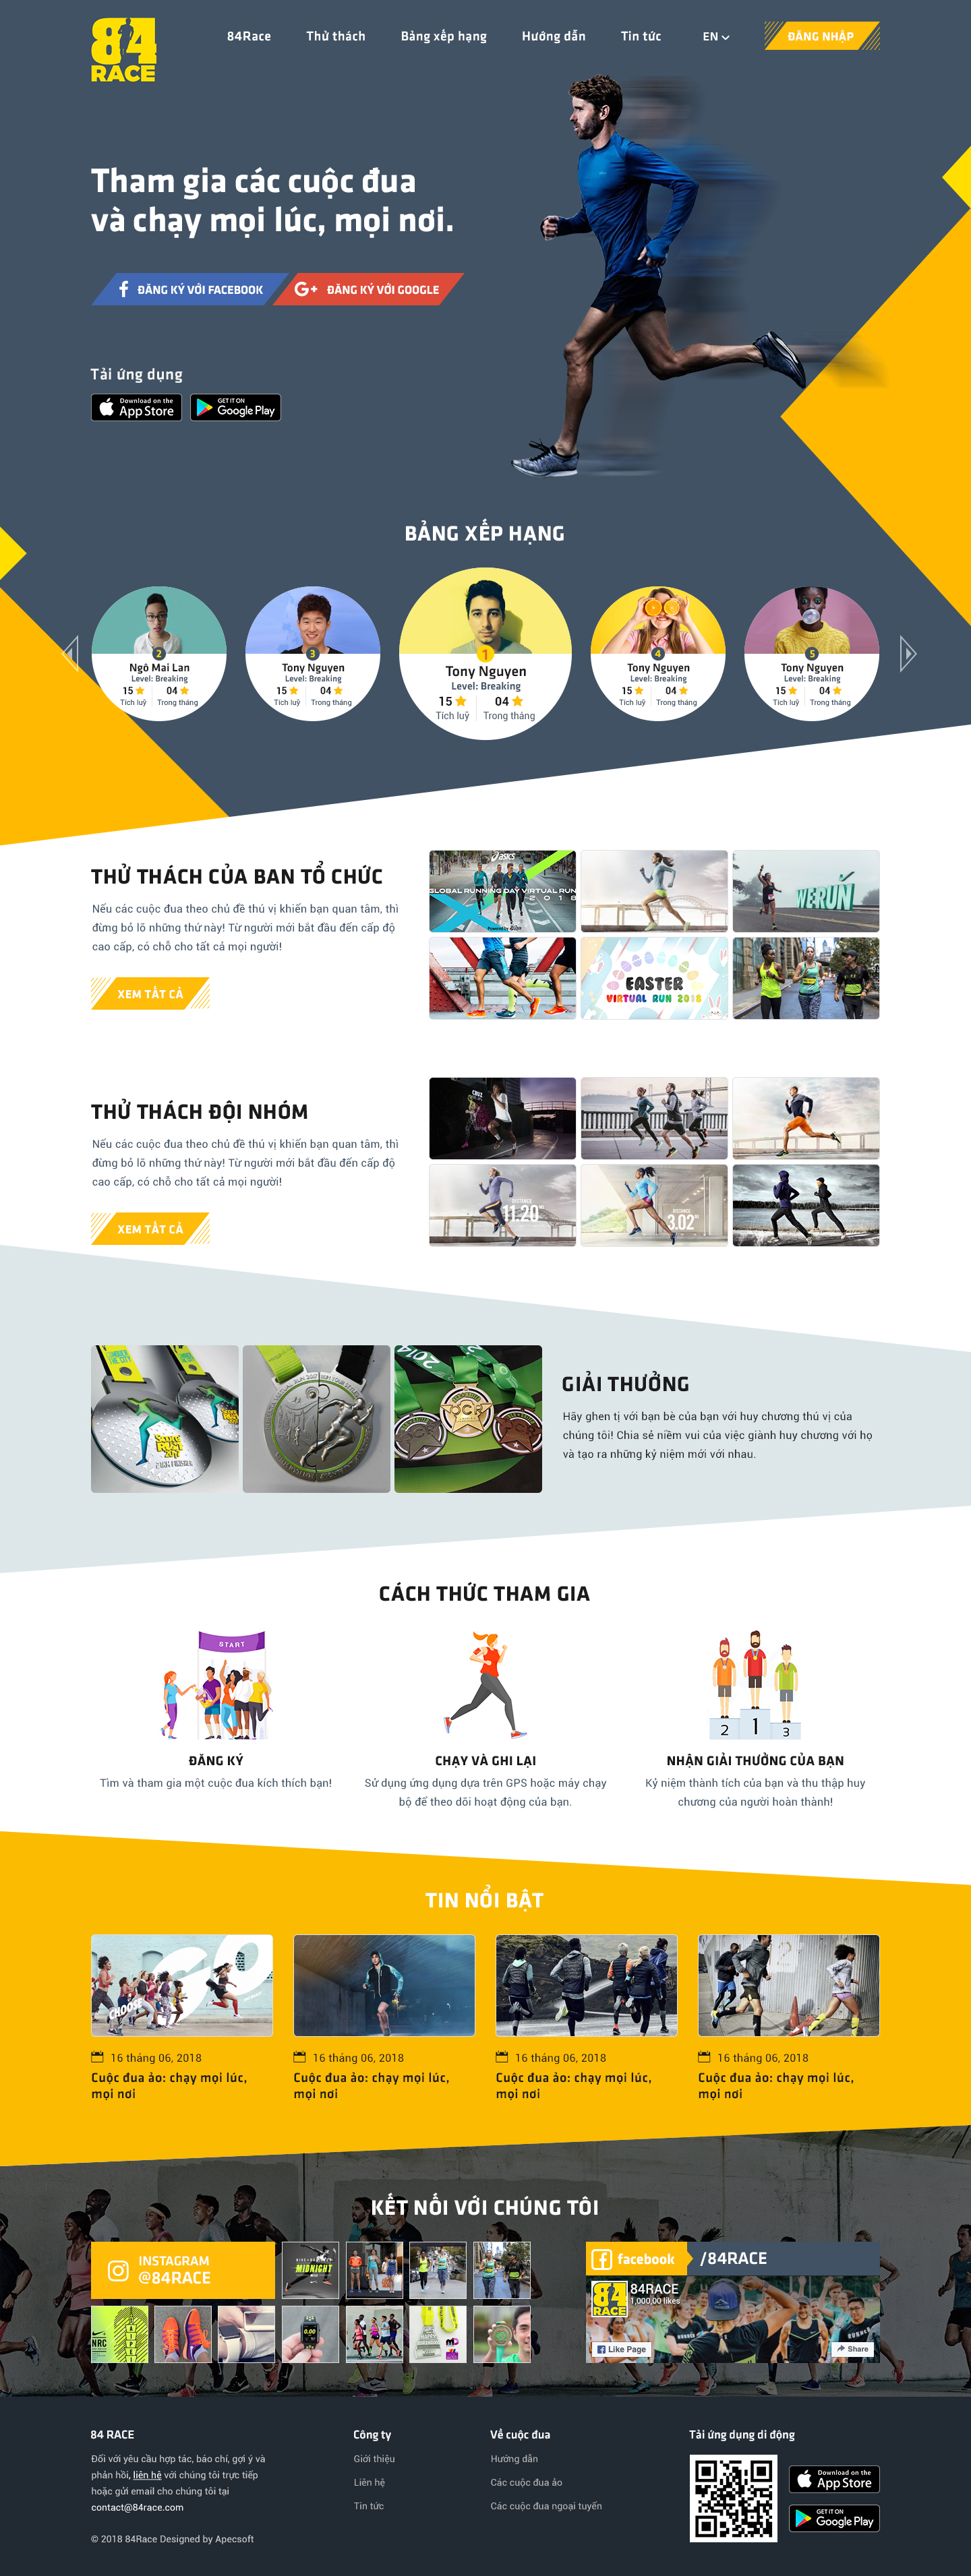 84
RACE
84Race Thử thách Bảng xếp hạng Hướng dẫn Tin tức EN ĐĂNG NHẬP
Tham gia các cuộc đua
và chạy mọi lúc, mọi nơi.
ĐĂNG KÝ VỚI FACEBOOK
ĐĂNG KÝ VỚI GOOGLE
Tải ứng dụng
Download on the
App Store
GET IT ON
Google Play
BẢNG XẾP HẠNG
2
Ngô Mai Lan
Level: Breaking
15 04
Tích luỹ Trong tháng
3
Tony Nguyen
Level: Breaking
15 04
Tích luỹ Trong tháng
1
Tony Nguyen
Level: Breaking
15 04
Tích luỹ Trong tháng
4
Tony Nguyen
Level: Breaking
15 04
Tích luỹ Trong tháng
5
Tony Nguyen
Level: Breaking
15 04
Tích luỹ Trong tháng
THỬ THÁCH CỦA BAN TỔ CHỨC
Nếu các cuộc đua theo chủ đề thú vị khiến bạn quan tâm, thì
đừng bỏ lỡ những thứ này! Từ người mới bắt đầu đến cấp độ
cao cấp, có chỗ cho tất cả mọi người!
XEM TẤT CẢ
asics
GLOBAL RUNNING DAY VIRTUAL RUN
2018
WE RUN
EASTER
VIRTUAL RUN 2018
THỬ THÁCH ĐỘI NHÓM
Nếu các cuộc đua theo chủ đề thú vị khiến bạn quan tâm, thì
đừng bỏ lỡ những thứ này! Từ người mới bắt đầu đến cấp độ
cao cấp, có chỗ cho tất cả mọi người!
XEM TẤT CẢ
DISTANCE
11.20
DISTANCE
3.02
GIẢI THƯỞNG
Hãy ghen tị với bạn bè của bạn với huy chương thú vị của
chúng tôi! Chia sẻ niềm vui của việc giành huy chương với họ
và tạo ra những kỷ niệm mới với nhau.
CÁCH THỨC THAM GIA
START
2 1 3
ĐĂNG KÝ
Tìm và tham gia một cuộc đua kích thích bạn!
CHẠY VÀ GHI LẠI
Sử dụng ứng dụng dựa trên GPS hoặc máy chạy
bộ để theo dõi hoạt động của bạn.
NHẬN GIẢI THƯỞNG CỦA BẠN
Kỷ niệm thành tích của bạn và thu thập huy
chương của người hoàn thành!
TIN NỔI BẬT
CHOOSE
GO
16 tháng 06, 2018
Cuộc đua ảo: chạy mọi lúc,
mọi nơi
16 tháng 06, 2018
Cuộc đua ảo: chạy mọi lúc,
mọi nơi
16 tháng 06, 2018
Cuộc đua ảo: chạy mọi lúc,
mọi nơi
16 tháng 06, 2018
Cuộc đua ảo: chạy mọi lúc,
mọi nơi
KẾT NỐI VỚI CHÚNG TÔI
INSTAGRAM
@84RACE
MIDNIGHT
NRC
0.00
facebook /84RACE
84
RACE
84RACE
1,000,00 likes
Like Page
Share
84 RACE
Đối với yêu cầu hợp tác, báo chí, gợi ý và
phản hồi, liên hệ với chúng tôi trực tiếp
hoặc gửi email cho chúng tôi tại
contact@84race.com
© 2018 84Race Designed by Apecsoft
Công ty
Giới thiệu
Liên hệ
Tin tức
Về cuộc đua
Hướng dẫn
Các cuộc đua ảo
Các cuộc đua ngoại tuyến
Tải ứng dụng di động
Download on the
App Store
GET IT ON
Google Play